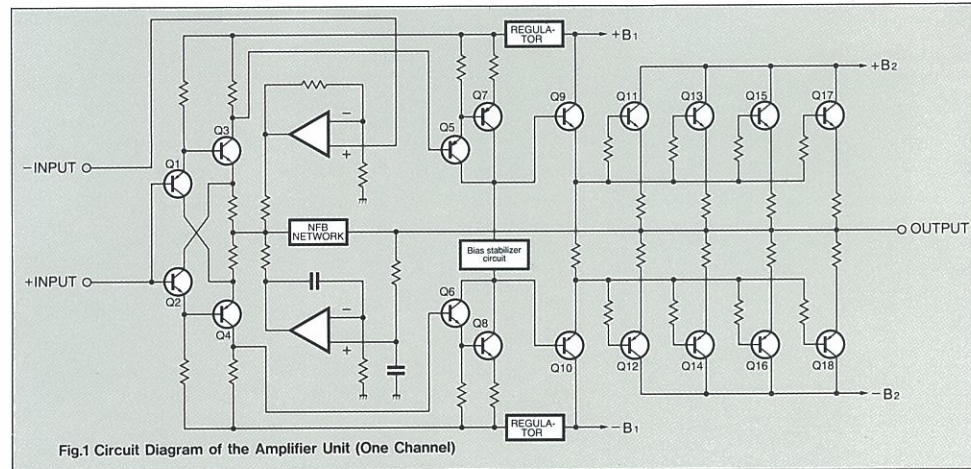 REGULA-
TOR
+B1
+B2
Q7
Q9
Q11
Q13
Q15
Q17
Q3
Q5
−
+
−INPUT
Q1
NFB
NETWORK
OUTPUT
Bias stabilizer
circuit
+INPUT
Q2
Q6
Q4
−
+
Q8
Q10
Q12
Q14
Q16
Q18
−B2
REGULA-
TOR
−B1
Fig.1 Circuit Diagram of the Amplifier Unit (One Channel)